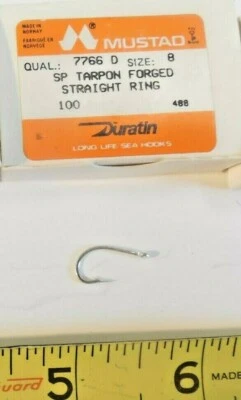 MADE IN
NORWAY
FABRIQUÉ EN
NORVÈGE
MUSTAD
QUAL.: 7766 D SIZE: 8
SP TARPON FORGED
STRAIGHT RING
100 488
Duratin
LONG LIFE SEA HOOKS
guard 5 6